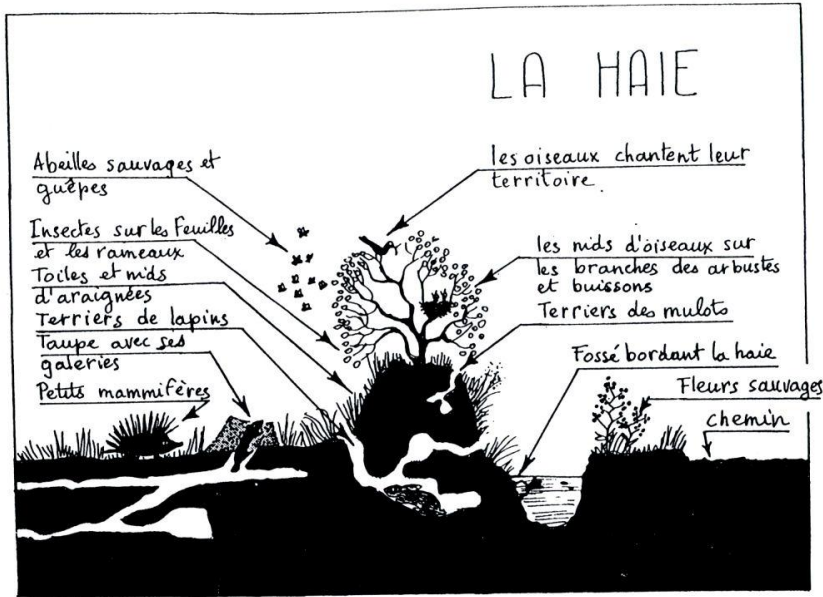 LA HAIE
Abeilles sauvages et
guêpes
Insectes sur les feuilles
et les rameaux
Toiles et nids
d'araignées
Terriers de lapins
Taupe avec ses
galeries
Petits mammifères
les oiseaux chantent leur
territoire.
les nids d'oiseaux sur
les branches des arbustes
et buissons
Terriers des mulots
Fossé bordant la haie
Fleurs sauvages
chemin